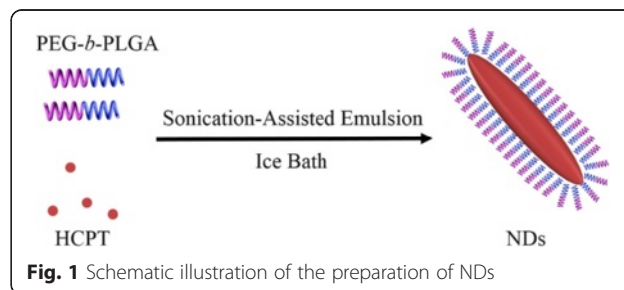 PEG-b-PLGA
Sonication-Assisted Emulsion
Ice Bath
HCPT
NDs
Fig. 1 Schematic illustration of the preparation of NDs